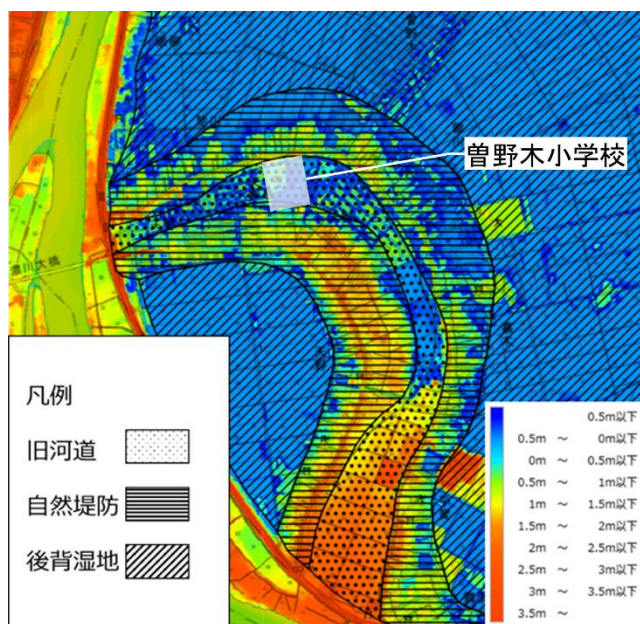 曽野木小学校
凡例
旧河道
自然堤防
後背湿地
0.5m以下
0.5m ～ 0m以下
0m ～ 0.5m以下
0.5m ～ 1m以下
1m ～ 1.5m以下
1.5m ～ 2m以下
2m ～ 2.5m以下
2.5m ～ 3m以下
3m ～ 3.5m以下
3.5m ～